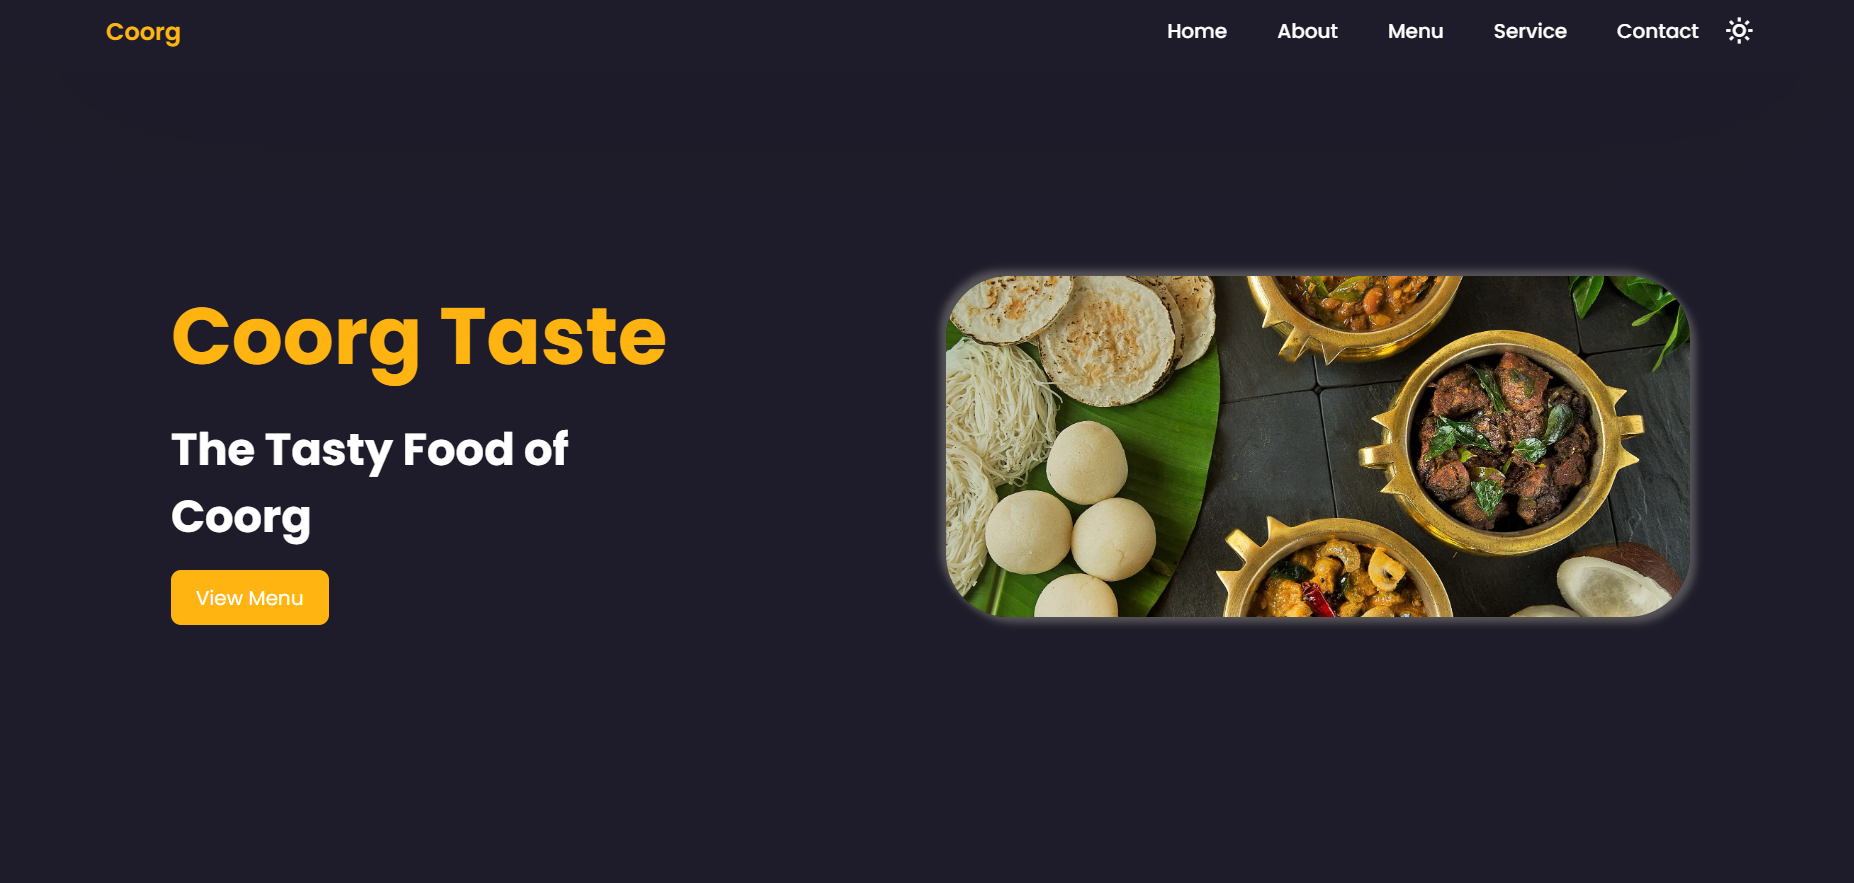 Coorg
Home
About
Menu
Service
Contact
Coorg Taste
The Tasty Food of
Coorg
View Menu